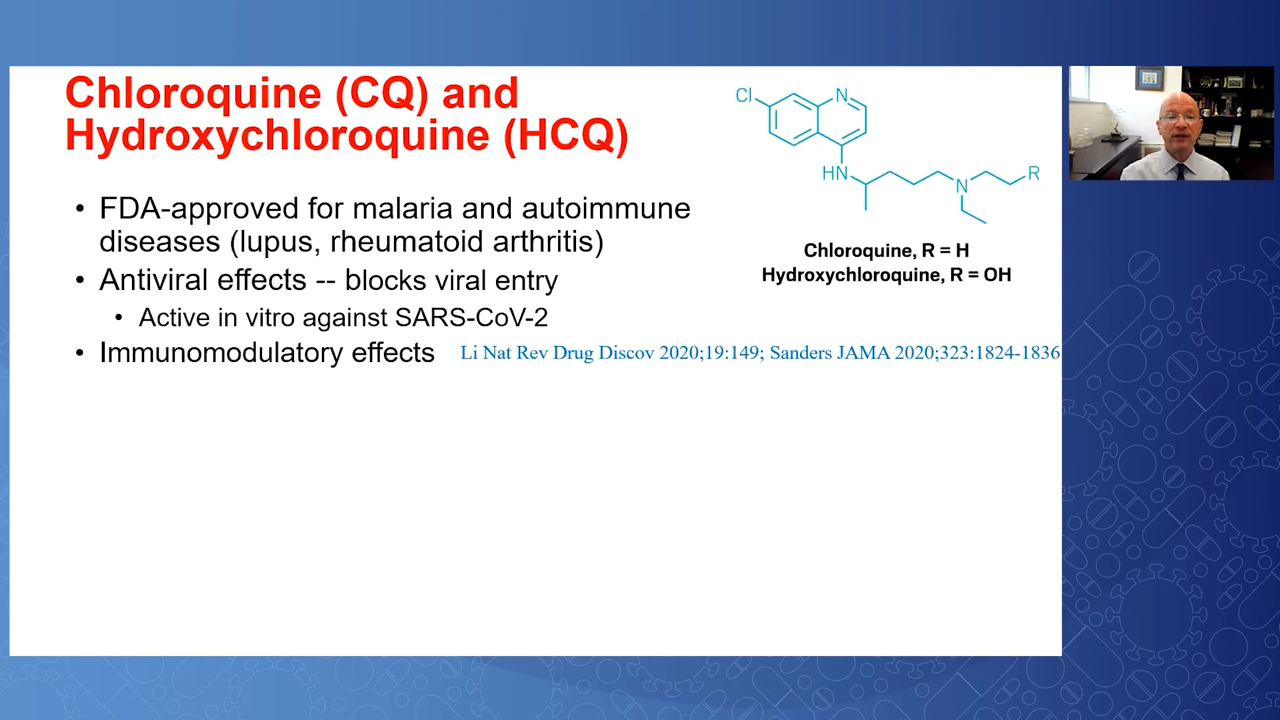 Chloroquine (CQ) and
Hydroxychloroquine (HCQ)
• FDA-approved for malaria and autoimmune
diseases (lupus, rheumatoid arthritis)
• Antiviral effects -- blocks viral entry
• Active in vitro against SARS-CoV-2
• Immunomodulatory effects Li Nat Rev Drug Discov 2020;19:149; Sanders JAMA 2020;323:1824-1836
Cl
N
HN
N
R
Chloroquine, R = H
Hydroxychloroquine, R = OH